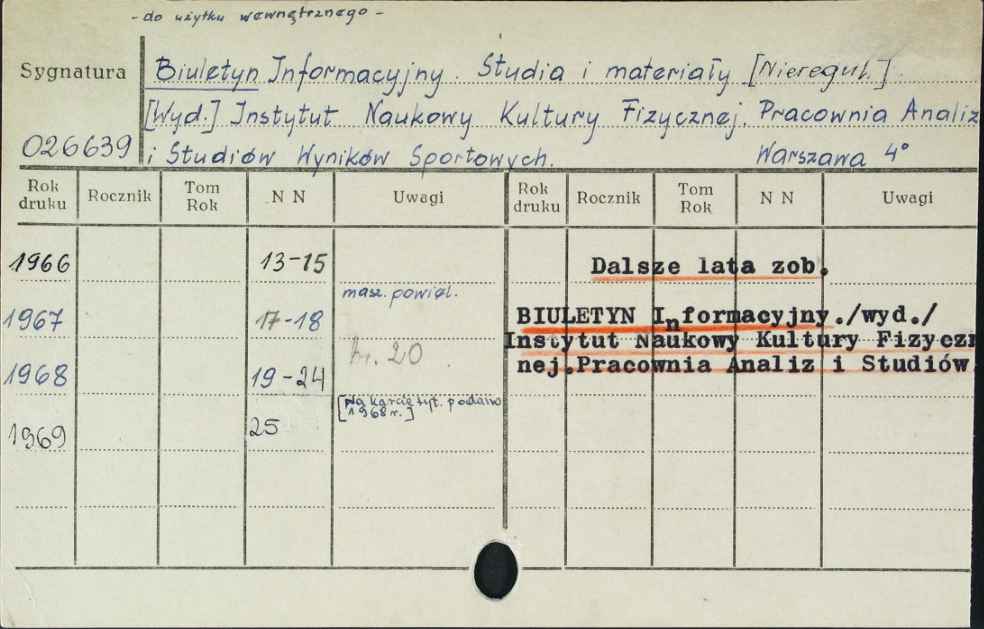 - do użytku wewnętrznego -
Sygnatura
Biuletyn Informacyjny. Studia i materiały [Nieregul.]
[Wyd.] Instytut Naukowy Kultury Fizycznej. Pracownia Analiz
026639 i Studiów Wyników Sportowych. Warszawa 4°
Rok druku Rocznik Tom Rok N N Uwagi Rok druku Rocznik Tom Rok N N Uwagi
1966 13-15
masz. powiel.
1967 17-18
nr. 20
1968 19-24
[Na karcie tyt. podano
1968 r.]
1969 25
Dalsze lata zob.
BIULETYN Informacyjny./wyd./
Instytut Naukowy Kultury Fizycz
nej.Pracownia Analiz i Studiów